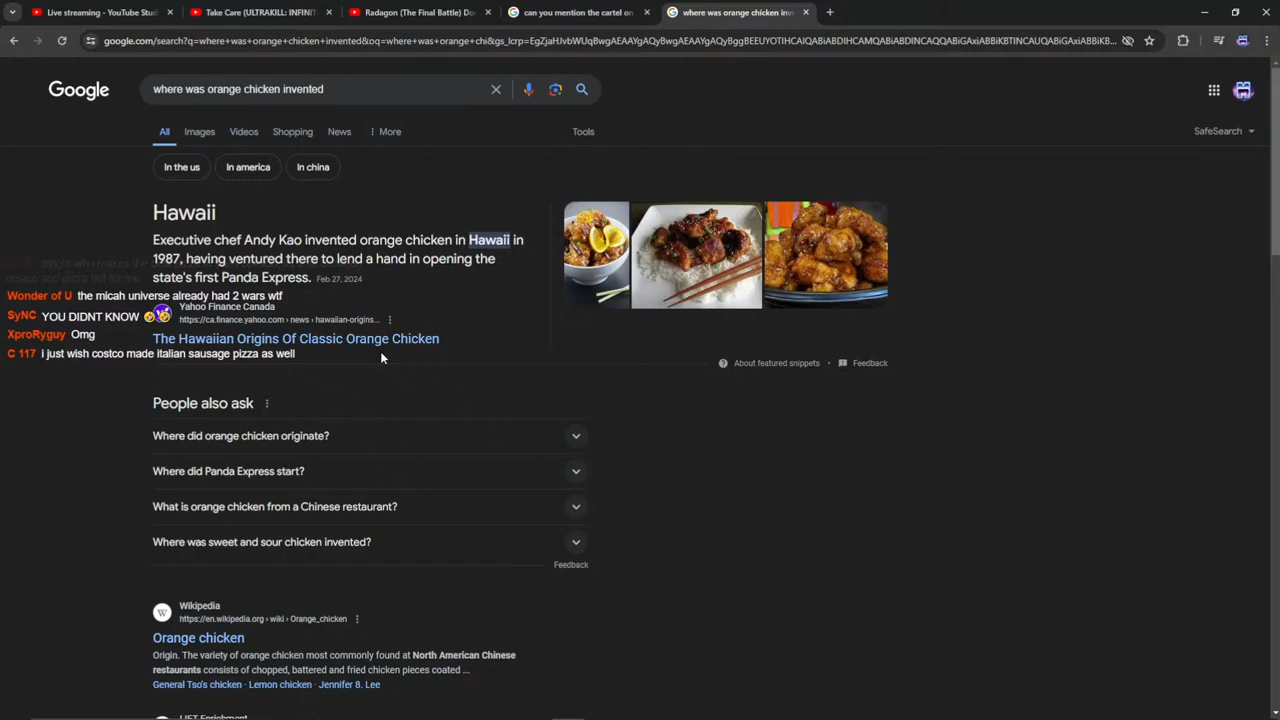 Live streaming - YouTube Stud
Take Care (ULTRAKILL: INFINIT
Radagon (The Final Battle) Do
can you mention the cartel on
where was orange chicken inv
google.com/search?q=where+was+orange+chicken+invented&oq=where+was+orange+chi&gs_lcrp=
Google
where was orange chicken invented
All Images Videos Shopping News More Tools
SafeSearch
In the us In america In china
Hawaii
Executive chef Andy Kao invented orange chicken in Hawaii in
1987, having ventured there to lend a hand in opening the
state's first Panda Express. Feb 27, 2024
Wonder of U the micah universe already had 2 wars wtf
Yahoo Finance Canada
SyNC YOU DIDNT KNOW 🤣
https://ca.finance.yahoo.com › news › hawaiian-origins...
XproRyguy Omg
The Hawaiian Origins Of Classic Orange Chicken
C 117 i just wish costco made italian sausage pizza as well
About featured snippets • Feedback
People also ask
Where did orange chicken originate?
Where did Panda Express start?
What is orange chicken from a Chinese restaurant?
Where was sweet and sour chicken invented?
Feedback
W
Wikipedia
https://en.wikipedia.org › wiki › Orange_chicken
Orange chicken
Origin. The variety of orange chicken most commonly found at North American Chinese
restaurants consists of chopped, battered and fried chicken pieces coated ...
General Tso's chicken · Lemon chicken · Jennifer 8. Lee